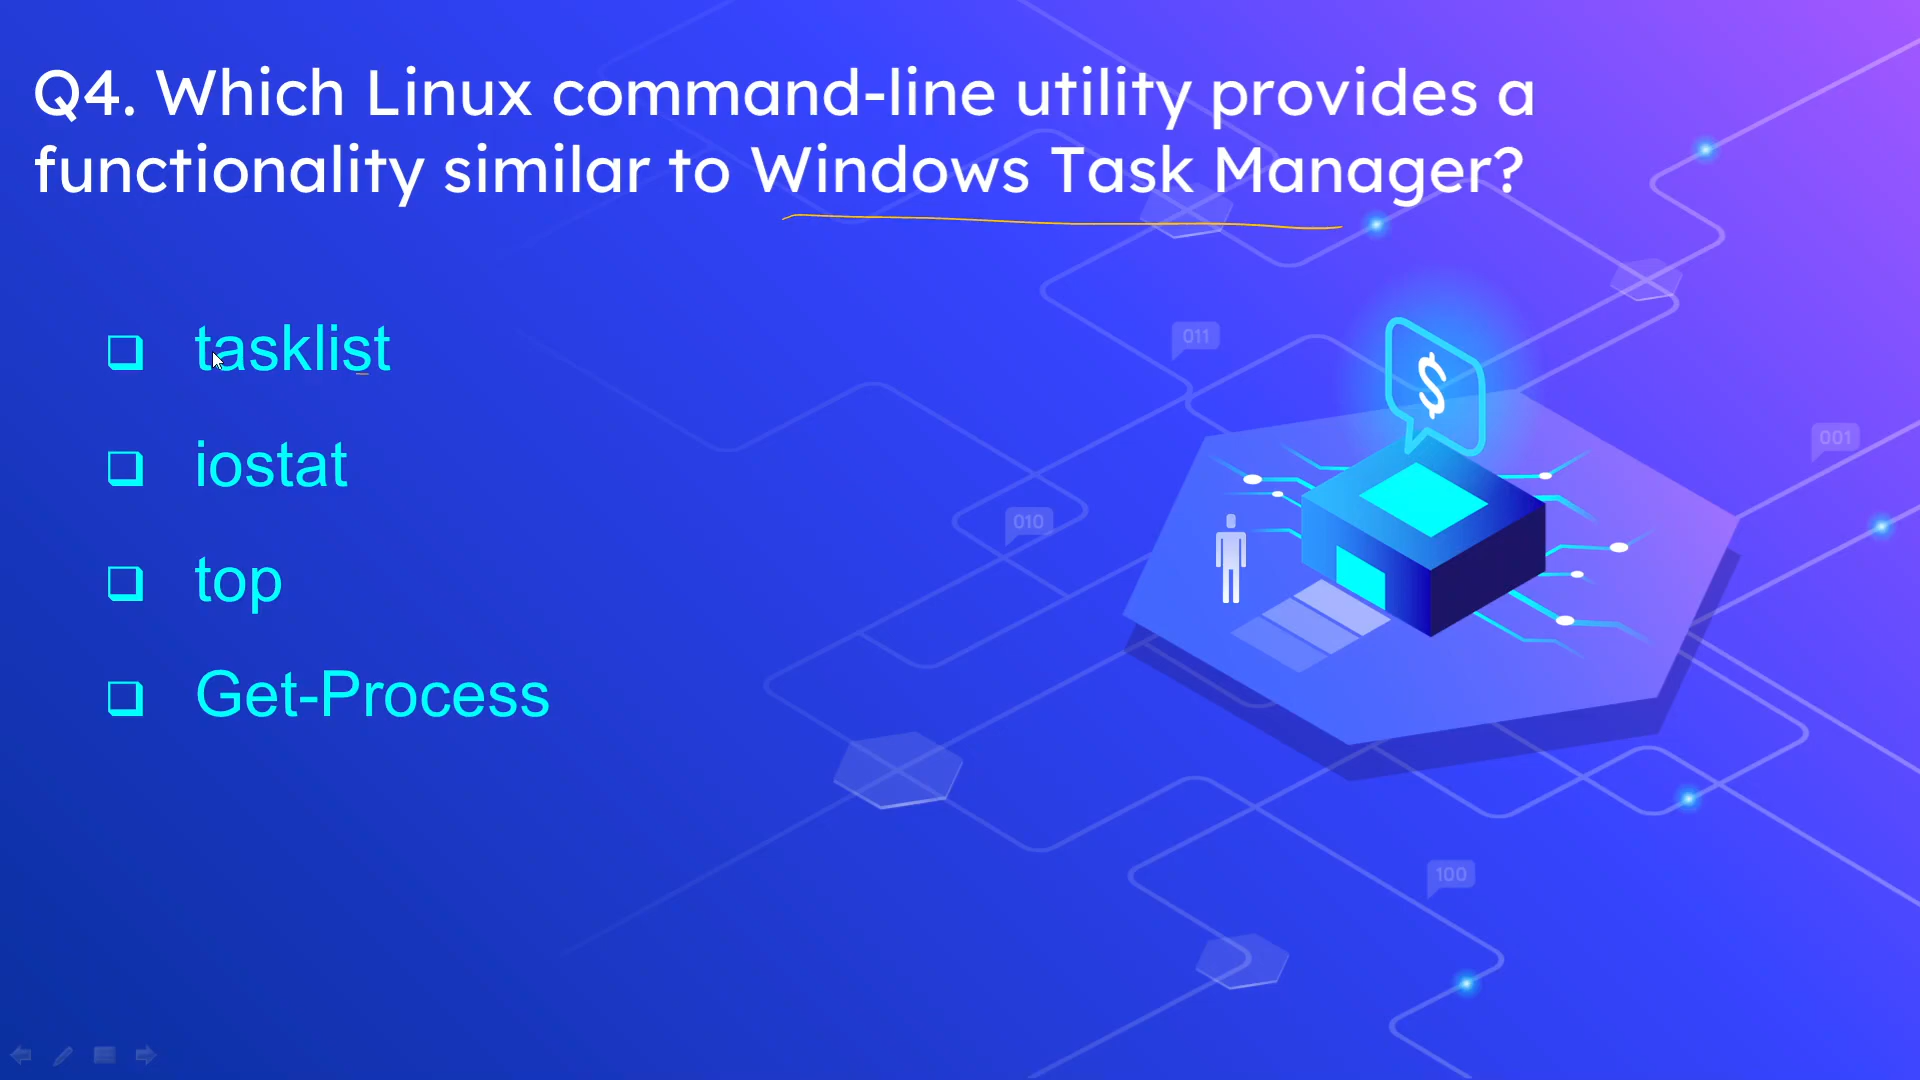 Q4. Which Linux command-line utility provides a
functionality similar to Windows Task Manager?
tasklist
iostat
top
Get-Process
011
$
001
010
100